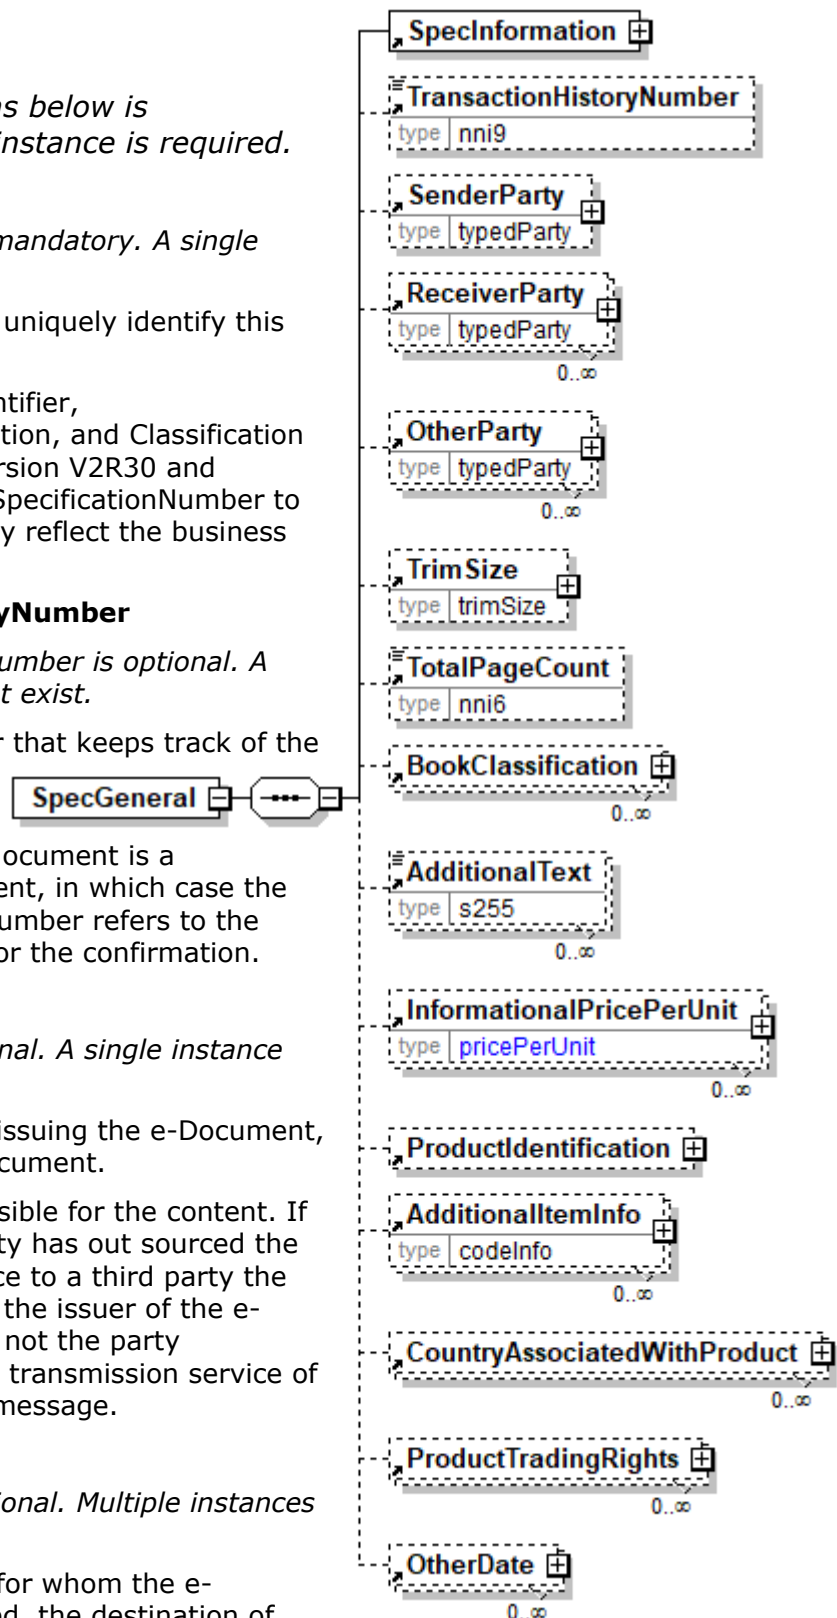 ns below is
instance is required.
mandatory. A single
uniquely identify this
ntifier,
tion, and Classification
rsion V2R30 and
SpecificationNumber to
y reflect the business
yNumber
umber is optional. A
t exist.
r that keeps track of the
ocument is a
ent, in which case the
umber refers to the
or the confirmation.
nal. A single instance
issuing the e-Document,
cument.
sible for the content. If
ty has out sourced the
ce to a third party the
the issuer of the e-
not the party
transmission service of
message.
ional. Multiple instances
for whom the e-
ed, the destination of
SpecGeneral
SpecInformation
TransactionHistoryNumber
type nni9
SenderParty
type typedParty
ReceiverParty
type typedParty
0..∞
OtherParty
type typedParty
0..∞
TrimSize
type trimSize
TotalPageCount
type nni6
BookClassification
0..∞
AdditionalText
type s255
0..∞
InformationalPricePerUnit
type pricePerUnit
0..∞
ProductIdentification
AdditionalItemInfo
type codeInfo
0..∞
CountryAssociatedWithProduct
0..∞
ProductTradingRights
0..∞
OtherDate
0..∞